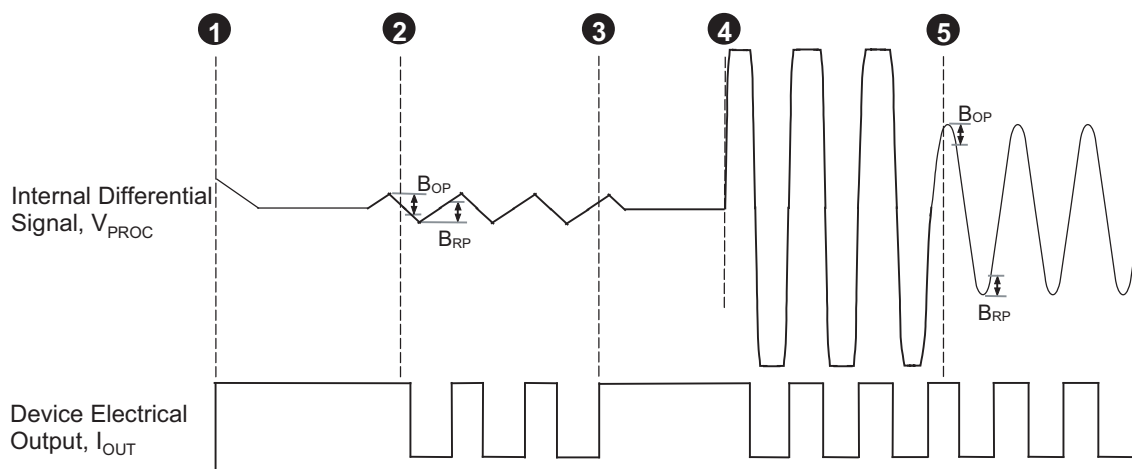 1 2 3 4 5
Internal Differential
Signal, VPROC
BOP
BRP
BOP
BRP
Device Electrical
Output, IOUT